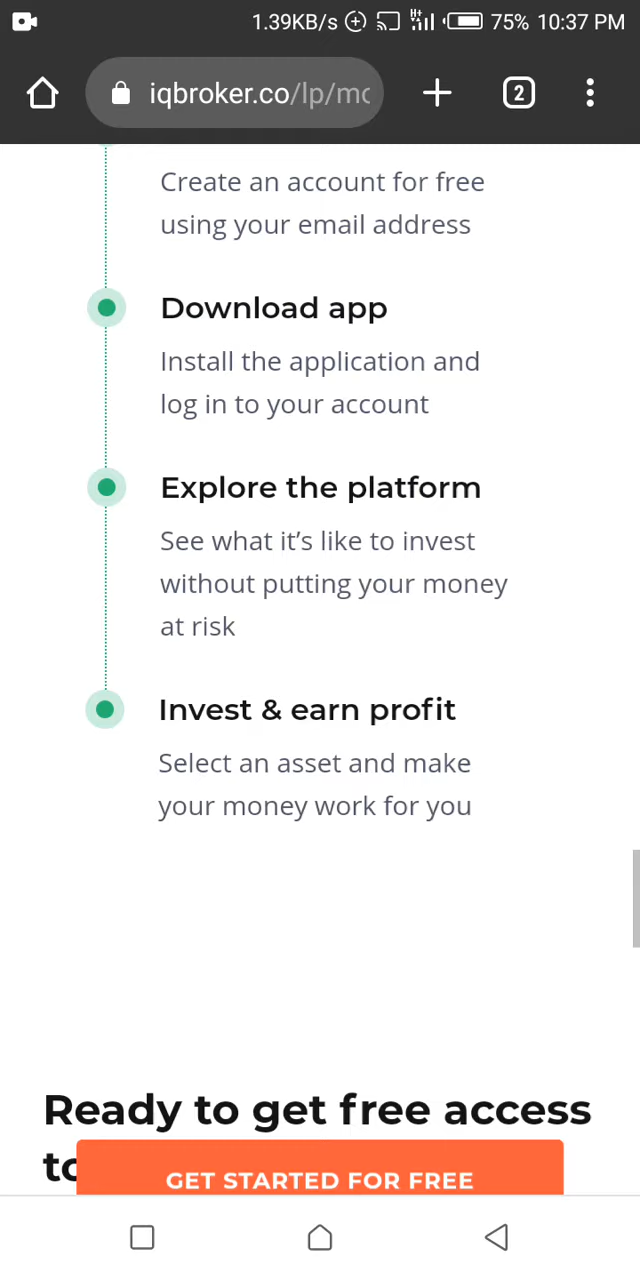 1.39KB/s 75% 10:37 PM
iqbroker.co/lp/mo
2
Create an account for free
using your email address
Download app
Install the application and
log in to your account
Explore the platform
See what it's like to invest
without putting your money
at risk
Invest & earn profit
Select an asset and make
your money work for you
Ready to get free access
to
GET STARTED FOR FREE